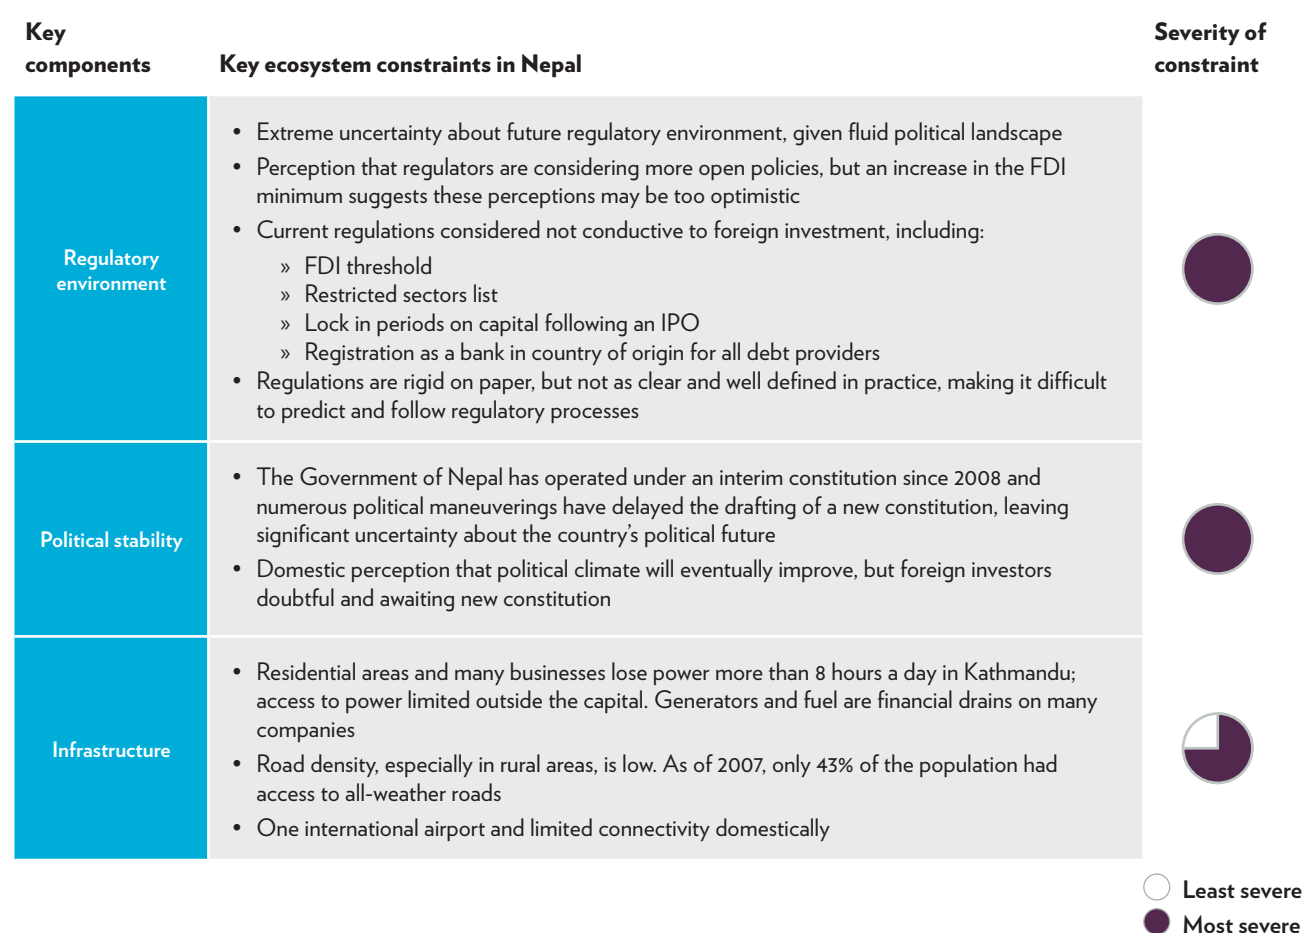 Key
components
Key ecosystem constraints in Nepal
Severity of
constraint
Regulatory
environment
• Extreme uncertainty about future regulatory environment, given fluid political landscape
• Perception that regulators are considering more open policies, but an increase in the FDI
minimum suggests these perceptions may be too optimistic
• Current regulations considered not conductive to foreign investment, including:
» FDI threshold
» Restricted sectors list
» Lock in periods on capital following an IPO
» Registration as a bank in country of origin for all debt providers
• Regulations are rigid on paper, but not as clear and well defined in practice, making it difficult
to predict and follow regulatory processes
Political stability
• The Government of Nepal has operated under an interim constitution since 2008 and
numerous political maneuverings have delayed the drafting of a new constitution, leaving
significant uncertainty about the country’s political future
• Domestic perception that political climate will eventually improve, but foreign investors
doubtful and awaiting new constitution
Infrastructure
• Residential areas and many businesses lose power more than 8 hours a day in Kathmandu;
access to power limited outside the capital. Generators and fuel are financial drains on many
companies
• Road density, especially in rural areas, is low. As of 2007, only 43% of the population had
access to all-weather roads
• One international airport and limited connectivity domestically
Least severe
Most severe